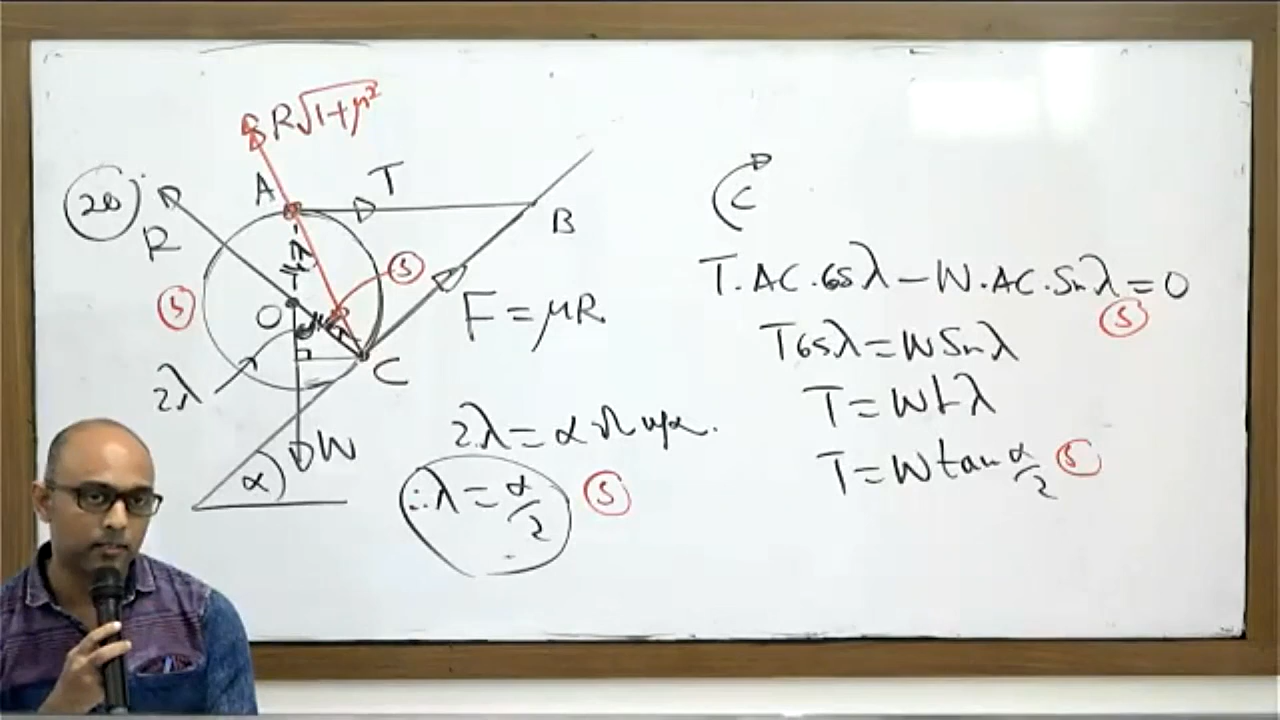 R√1+μ²
A
T
20
R
B
λ
5
5
O
F = μR
C
2λ
W
α
2λ = α
∴ λ = α/2
5
C
T.AC.Cosλ − W.AC.Sinλ = 0
5
TCosλ = WSinλ
T = Wtλ
T = Wtan α/2
5